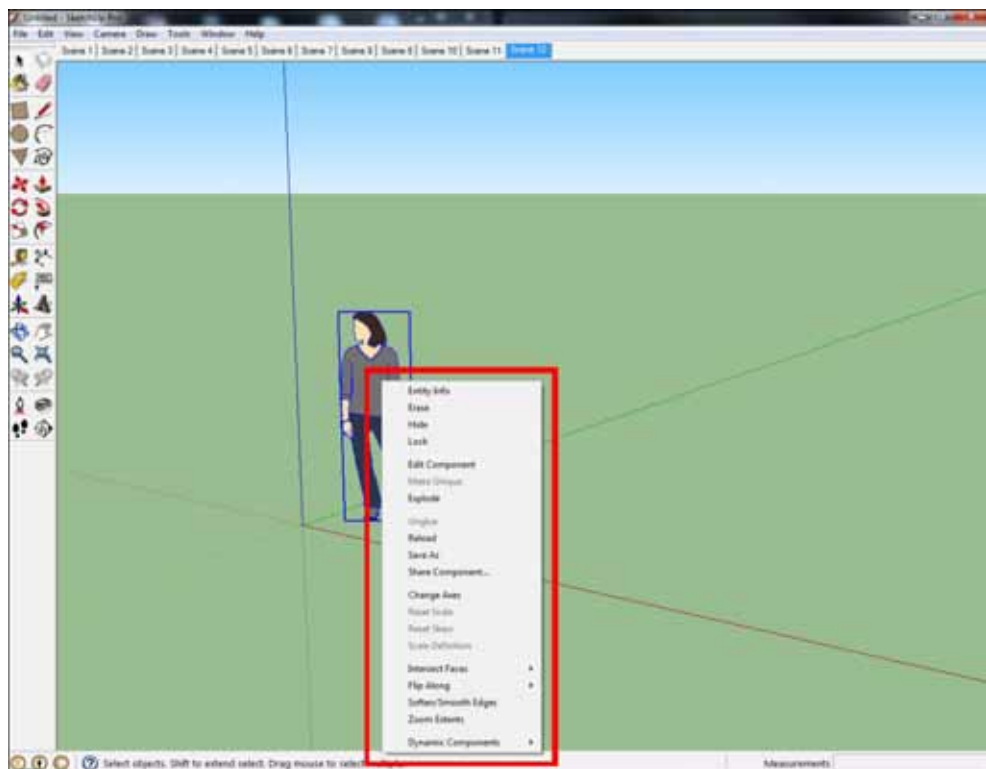 Untitled - SketchUp Pro
File Edit View Camera Draw Tools Window Help
Scene 1 Scene 2 Scene 3 Scene 4 Scene 5 Scene 6 Scene 7 Scene 8 Scene 9 Scene 10 Scene 11 Scene 12
Entity Info
Erase
Hide
Lock
Edit Component
Make Unique
Explode
Unglue
Reload
Save As
Share Component...
Change Axes
Reset Scale
Reset Skew
Scale Definition
Intersect Faces
Flip Along
Soften/Smooth Edges
Zoom Extents
Dynamic Components
Select objects. Shift to extend select. Drag mouse to select
Measurements